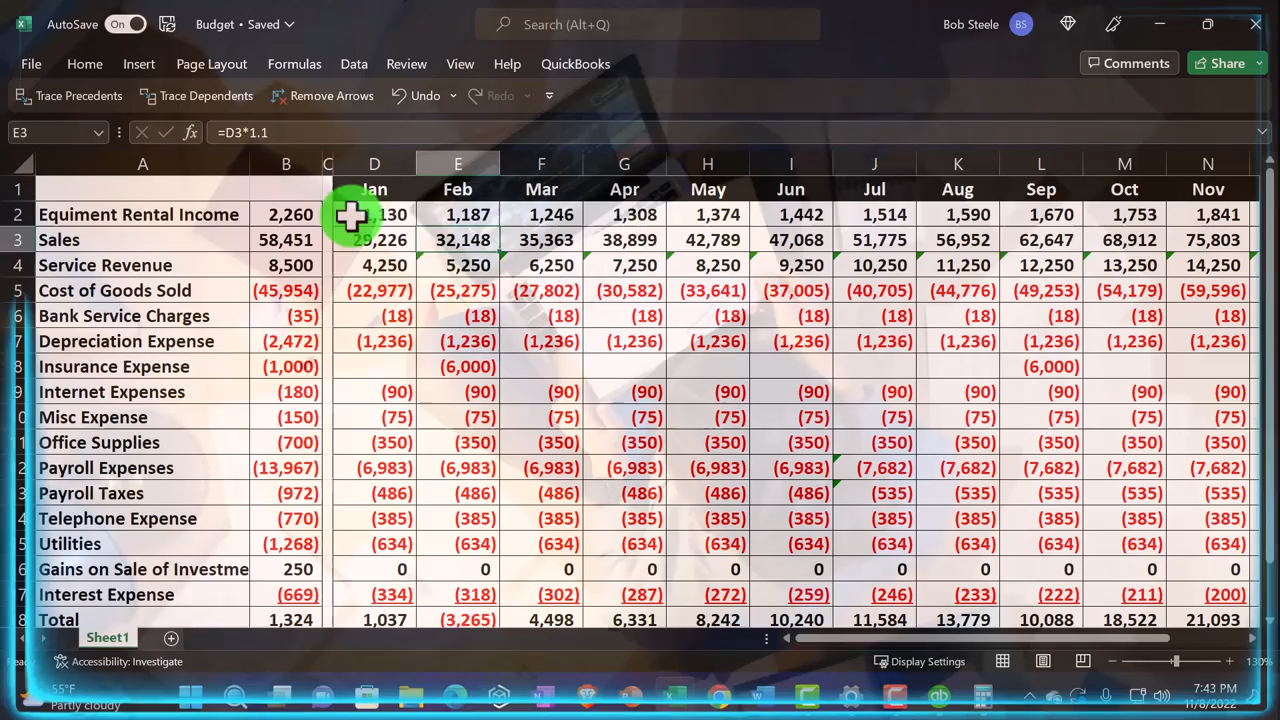 AutoSave On Budget • Saved Search (Alt+Q) Bob Steele BS
File Home Insert Page Layout Formulas Data Review View Help QuickBooks Comments Share
Trace Precedents Trace Dependents Remove Arrows Undo Redo
E3 fx =D3*1.1
A B C D E F G H I J K L M N
1 Jan Feb Mar Apr May Jun Jul Aug Sep Oct Nov
2 Equiment Rental Income 2,260 130 1,187 1,246 1,308 1,374 1,442 1,514 1,590 1,670 1,753 1,841
3 Sales 58,451 29,226 32,148 35,363 38,899 42,789 47,068 51,775 56,952 62,647 68,912 75,803
4 Service Revenue 8,500 4,250 5,250 6,250 7,250 8,250 9,250 10,250 11,250 12,250 13,250 14,250
5 Cost of Goods Sold (45,954) (22,977) (25,275) (27,802) (30,582) (33,641) (37,005) (40,705) (44,776) (49,253) (54,179) (59,596)
6 Bank Service Charges (35) (18) (18) (18) (18) (18) (18) (18) (18) (18) (18) (18)
7 Depreciation Expense (2,472) (1,236) (1,236) (1,236) (1,236) (1,236) (1,236) (1,236) (1,236) (1,236) (1,236) (1,236)
8 Insurance Expense (1,000) (6,000) (6,000)
9 Internet Expenses (180) (90) (90) (90) (90) (90) (90) (90) (90) (90) (90) (90)
0 Misc Expense (150) (75) (75) (75) (75) (75) (75) (75) (75) (75) (75) (75)
1 Office Supplies (700) (350) (350) (350) (350) (350) (350) (350) (350) (350) (350) (350)
2 Payroll Expenses (13,967) (6,983) (6,983) (6,983) (6,983) (6,983) (6,983) (7,682) (7,682) (7,682) (7,682) (7,682)
3 Payroll Taxes (972) (486) (486) (486) (486) (486) (486) (535) (535) (535) (535) (535)
4 Telephone Expense (770) (385) (385) (385) (385) (385) (385) (385) (385) (385) (385) (385)
5 Utilities (1,268) (634) (634) (634) (634) (634) (634) (634) (634) (634) (634) (634)
6 Gains on Sale of Investme 250 0 0 0 0 0 0 0 0 0 0 0
7 Interest Expense (669) (334) (318) (302) (287) (272) (259) (246) (233) (222) (211) (200)
8 Total 1,324 1,037 (3,265) 4,498 6,331 8,242 10,240 11,584 13,779 10,088 18,522 21,093
Sheet1
Accessibility: Investigate Display Settings 130%
55°F 7:43 PM
Partly cloudy 11/8/2022